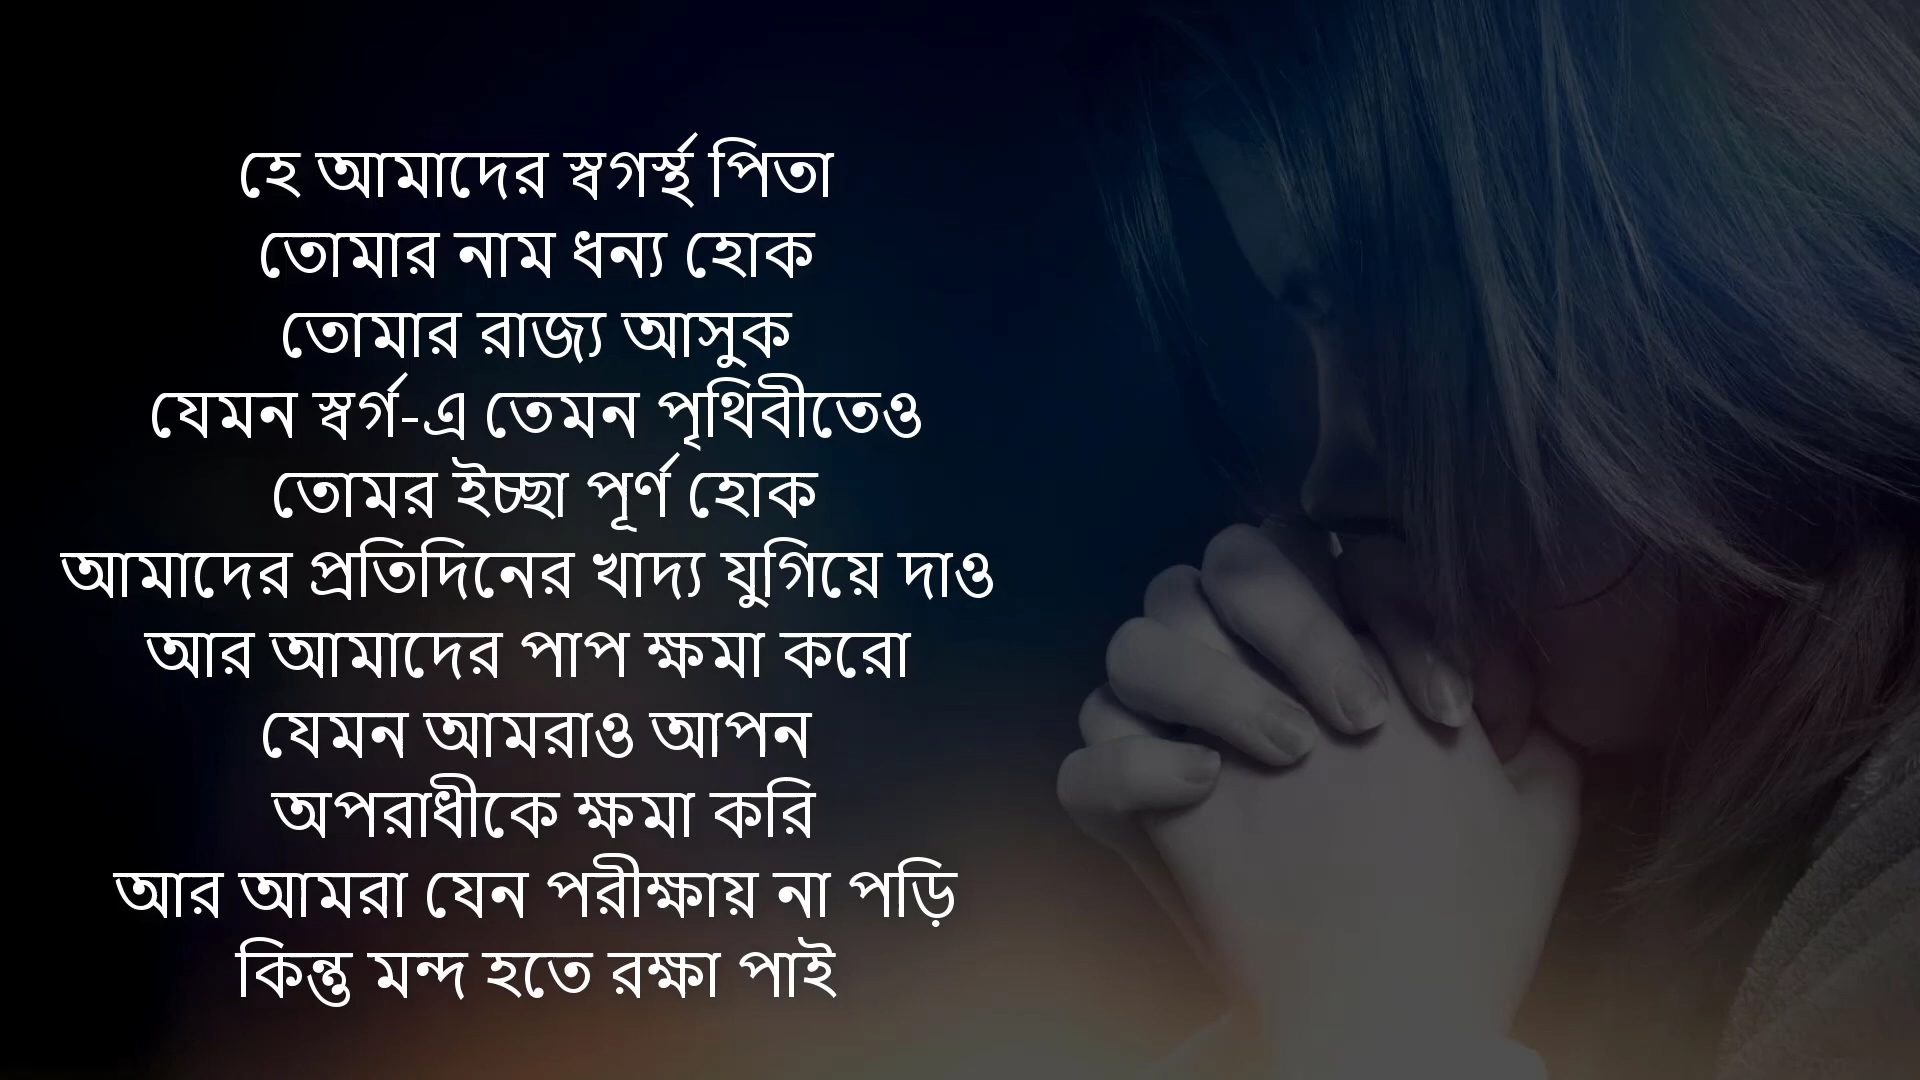 হে আমাদের স্বগর্স্থ পিতা
তোমার নাম ধন্য হোক
তোমার রাজ্য আসুক
যেমন স্বর্গ-এ তেমন পৃথিবীতেও
তোমর ইচ্ছা পূর্ণ হোক
আমাদের প্রতিদিনের খাদ্য যুগিয়ে দাও
আর আমাদের পাপ ক্ষমা করো
যেমন আমরাও আপন
অপরাধীকে ক্ষমা করি
আর আমরা যেন পরীক্ষায় না পড়ি
কিন্তু মন্দ হতে রক্ষা পাই